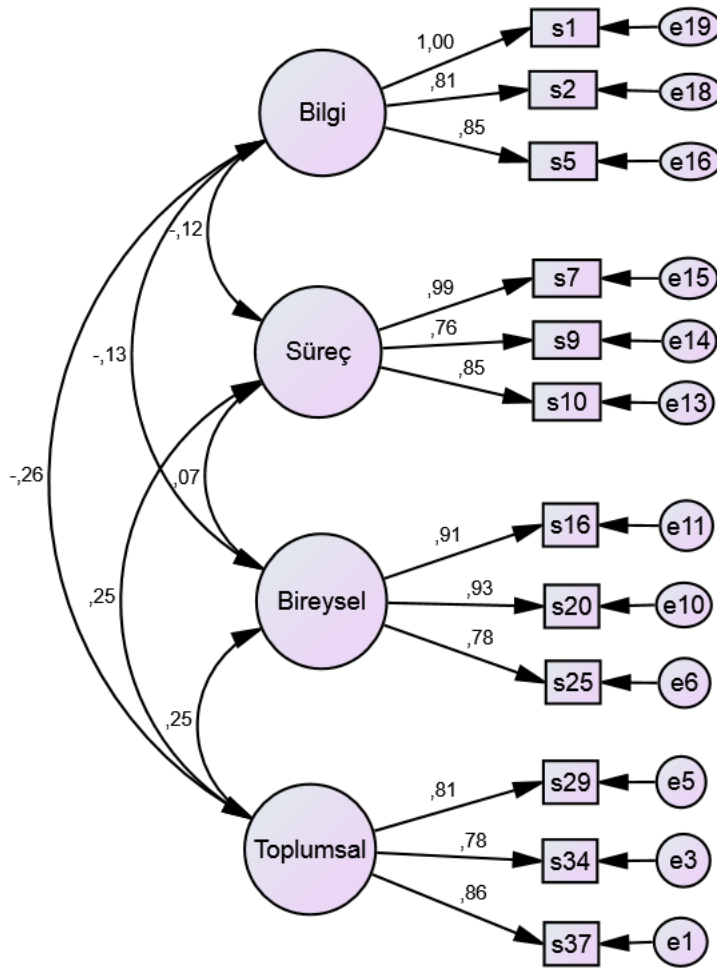 s1
e19
1,00
,81
s2
e18
Bilgi
,85
s5
e16
-,12
,99
s7
e15
Süreç
,76
s9
e14
-,13
,85
s10
e13
-,26
,07
,91
s16
e11
,25
Bireysel
,93
s20
e10
,78
s25
e6
,25
,81
s29
e5
Toplumsal
,78
s34
e3
,86
s37
e1